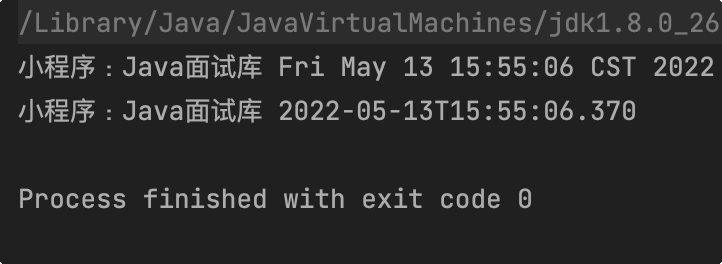 /Library/Java/JavaVirtualMachines/jdk1.8.0_26
小程序：Java面试库 Fri May 13 15:55:06 CST 2022
小程序：Java面试库 2022-05-13T15:55:06.370
Process finished with exit code 0